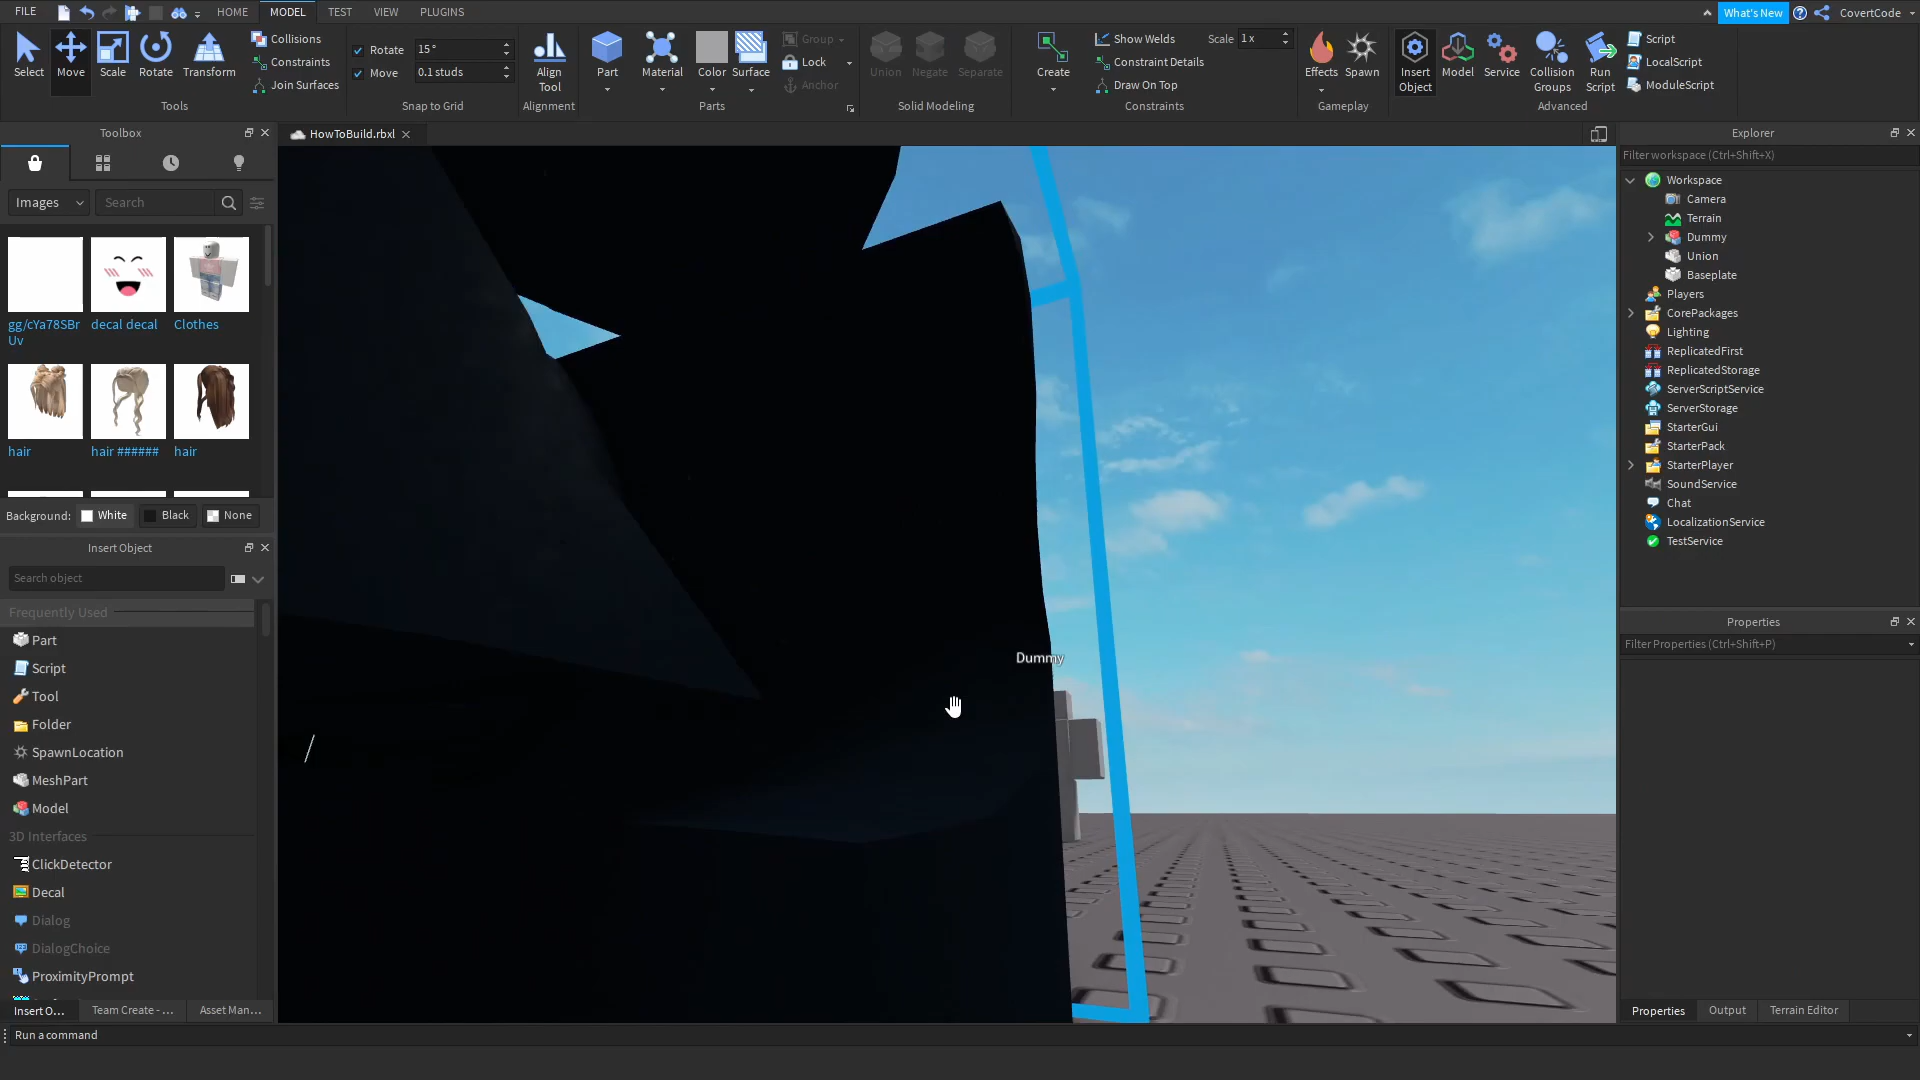 FILE HOME MODEL TEST VIEW PLUGINS What's New CovertCode
Select Move Scale Rotate Transform
Collisions
Constraints
Join Surfaces
Tools
Rotate 15°
Move 0.1 studs
Snap to Grid
Align
Tool
Alignment
Part Material Color Surface
Group
Lock
Anchor
Parts
Union Negate Separate
Solid Modeling
Create
Show Welds
Constraint Details
Draw On Top
Scale 1 x
Constraints
Effects Spawn
Gameplay
Insert
Object
Model Service
Collision
Groups
Run
Script
Script
LocalScript
ModuleScript
Advanced
Toolbox
Images Search
gg/cYa78SBr
Uv
decal decal
Clothes
hair
hair ######
hair
Background: White Black None
Insert Object
Search object
Frequently Used
Part
Script
Tool
Folder
SpawnLocation
MeshPart
Model
3D Interfaces
ClickDetector
Decal
Dialog
DialogChoice
ProximityPrompt
Insert O... Team Create - ... Asset Man...
Run a command
HowToBuild.rbxl
Dummy
Explorer
Filter workspace (Ctrl+Shift+X)
Workspace
Camera
Terrain
Dummy
Union
Baseplate
Players
CorePackages
Lighting
ReplicatedFirst
ReplicatedStorage
ServerScriptService
ServerStorage
StarterGui
StarterPack
StarterPlayer
SoundService
Chat
LocalizationService
TestService
Properties
Filter Properties (Ctrl+Shift+P)
Properties Output Terrain Editor